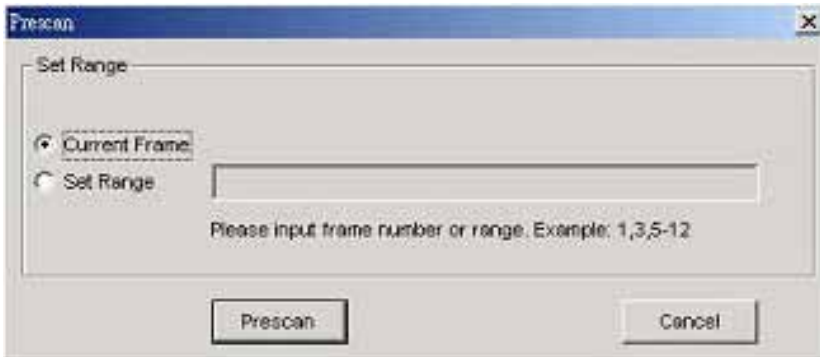 Prescan
Set Range
Current Frame
Set Range
Please input frame number or range. Example: 1,3,5-12
Prescan
Cancel